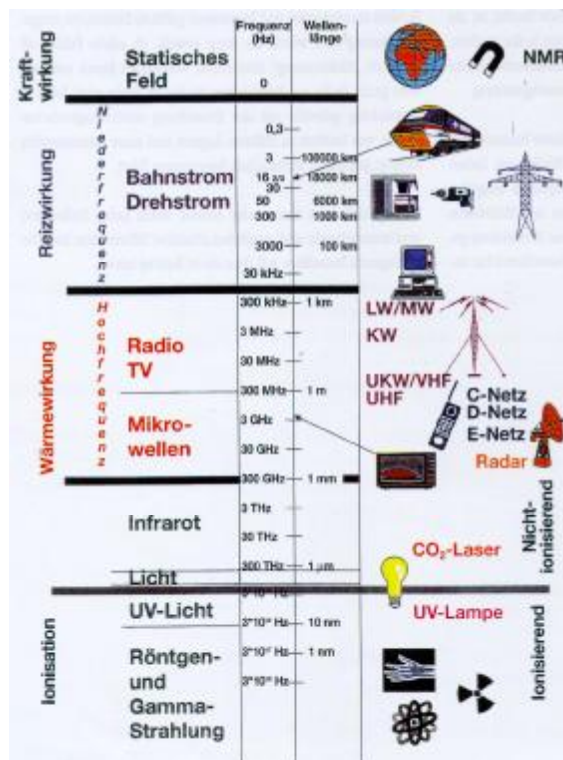 Frequenz
(Hz)
Wellen-
länge
Kraft-
wirkung
Statisches
Feld
0
NMR
Reizwirkung
Niederfrequenz
Bahnstrom
Drehstrom
0,3
3
100000 km
16 2/3
18000 km
30
50
6000 km
300
1000 km
3000
100 km
30 kHz
Wärmewirkung
Hochfrequenz
300 kHz
1 km
LW/MW
3 MHz
KW
Radio
TV
30 MHz
300 MHz
1 m
UKW/VHF
UHF
C-Netz
D-Netz
E-Netz
Radar
Mikro-
wellen
3 GHz
30 GHz
300 GHz
1 mm
Infrarot
3 THz
30 THz
300 THz
1 µm
CO₂-Laser
Nicht-
ionisierend
Licht
Ionisation
UV-Licht
UV-Lampe
10 nm
1 nm
Röntgen-
und
Gamma-
Strahlung
Ionisierend